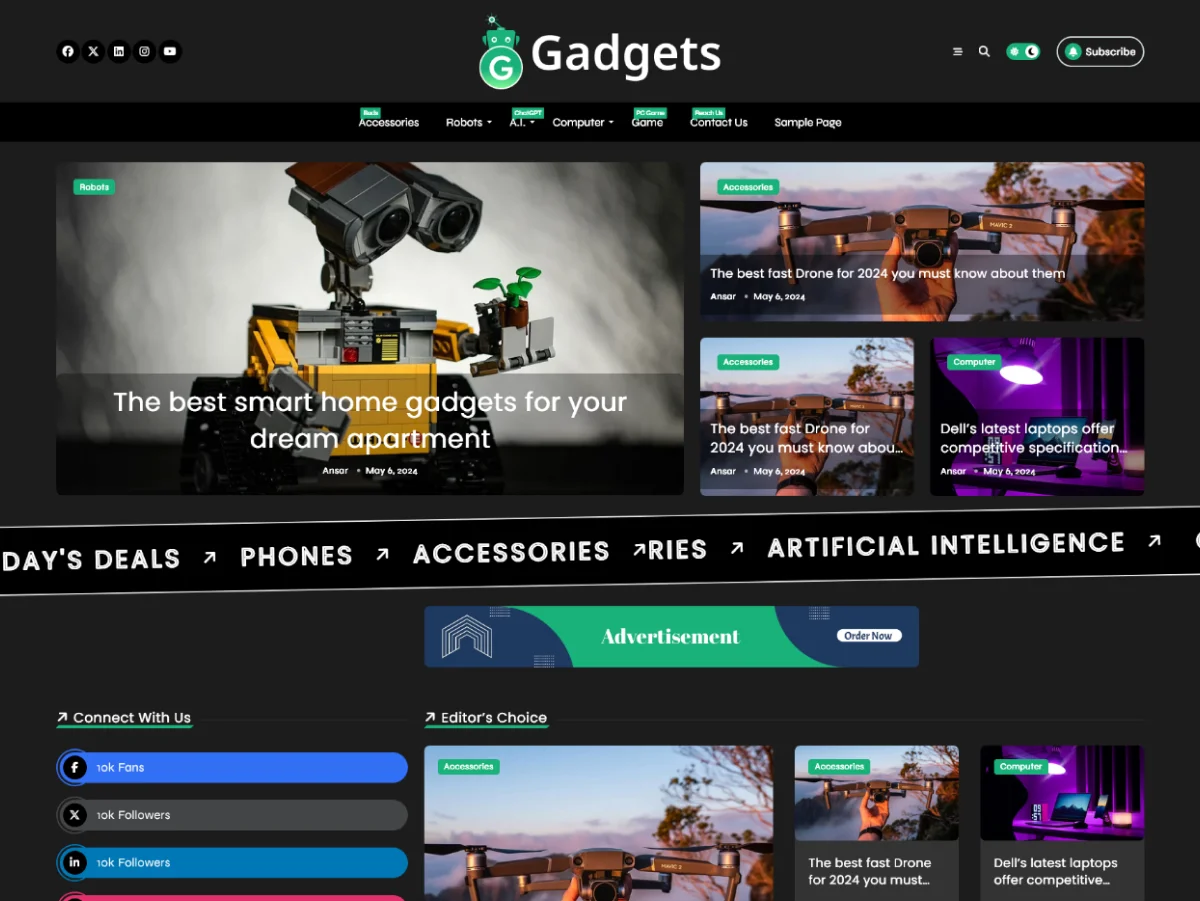 G Gadgets
Subscribe
Beds
Accessories
Robots
ChatGPT
A.I.
Computer
PC Game
Game
Reach Us
Contact Us
Sample Page
Robots
The best smart home gadgets for your
dream apartment
Ansar • May 6, 2024
Accessories
MAVIC 2
The best fast Drone for 2024 you must know about them
Ansar • May 6, 2024
Accessories
The best fast Drone for
2024 you must know abou...
Ansar • May 6, 2024
Computer
Dell's latest laptops offer
competitive specification...
Ansar • May 6, 2024
DAY'S DEALS ↗ PHONES ↗ ACCESSORIES ↗RIES ↗ ARTIFICIAL INTELLIGENCE ↗
Advertisement
Order Now
Connect With Us
10k Fans
10k Followers
10k Followers
Editor's Choice
Accessories
MAVIC 2
Accessories
The best fast Drone
for 2024 you must...
Computer
Dell's latest laptops
offer competitive...